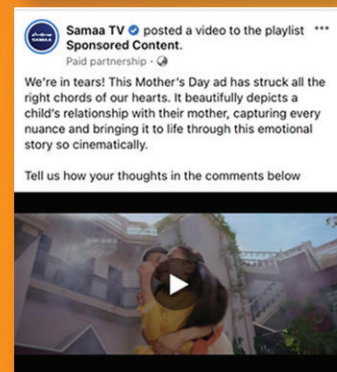 Samaa TV posted a video to the playlist
Sponsored Content.
Paid partnership ·
We're in tears! This Mother's Day ad has struck all the
right chords of our hearts. It beautifully depicts a
child's relationship with their mother, capturing every
nuance and bringing it to life through this emotional
story so cinematically.
Tell us how your thoughts in the comments below
SAMAA